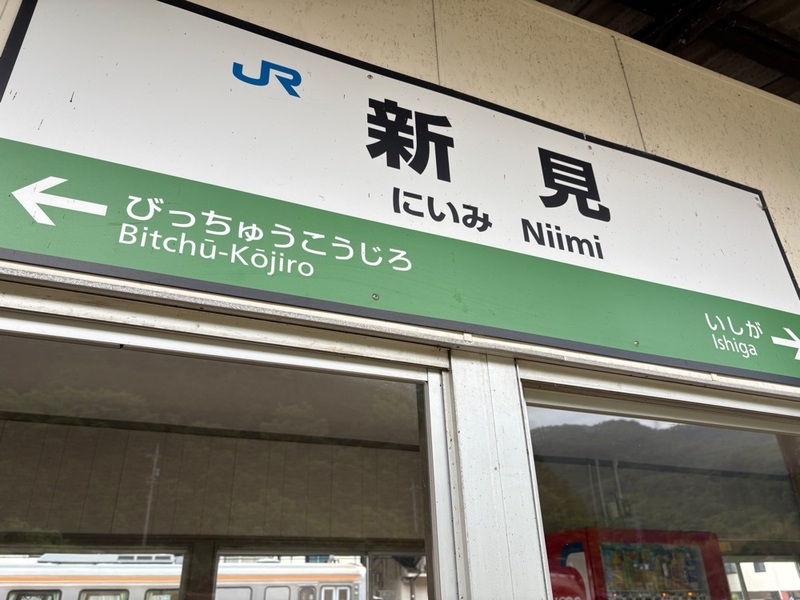 JR
新見
にいみ Niimi
びっちゅうこうじろ
Bitchū-Kōjiro
いしが
Ishiga